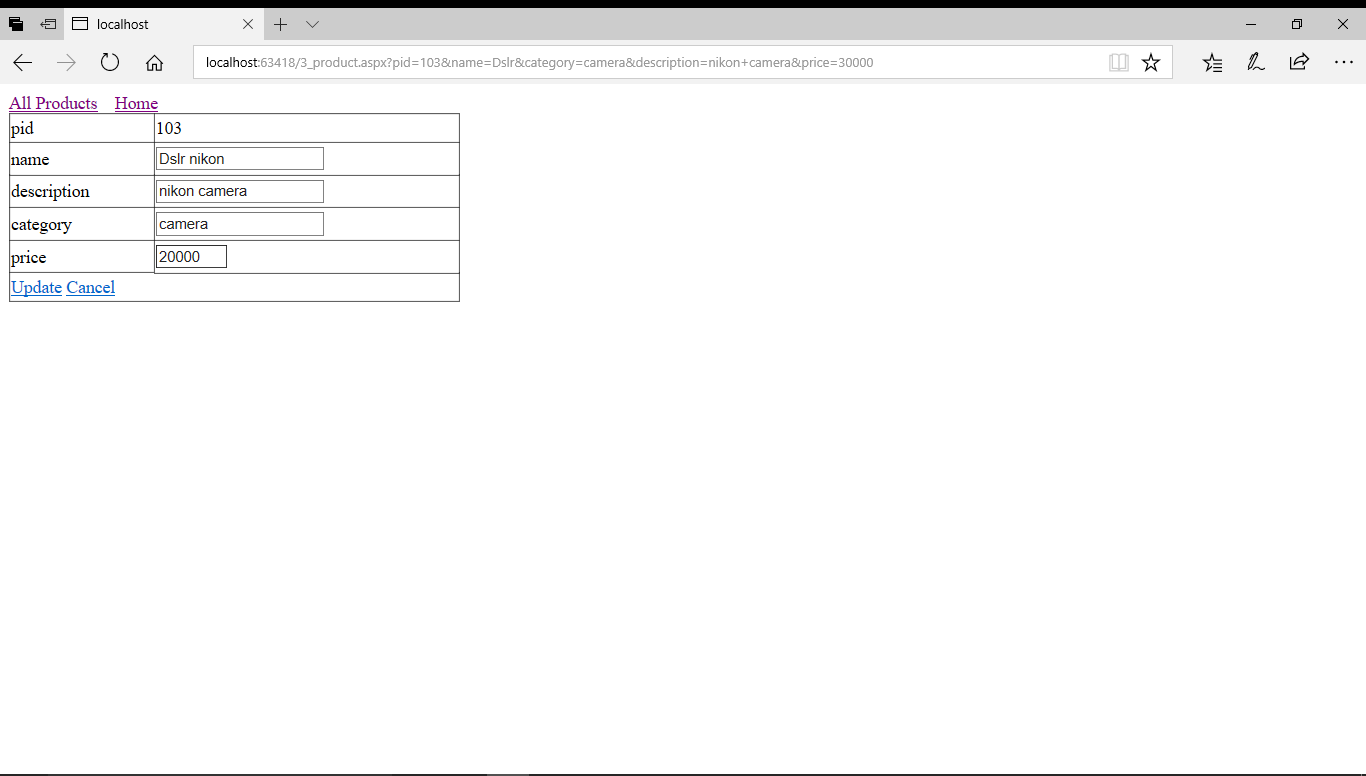 localhost
localhost:63418/3_product.aspx?pid=103&name=Dslr&category=camera&description=nikon+camera&price=30000
All Products Home
pid 103
name Dslr nikon
description nikon camera
category camera
price 20000
Update Cancel